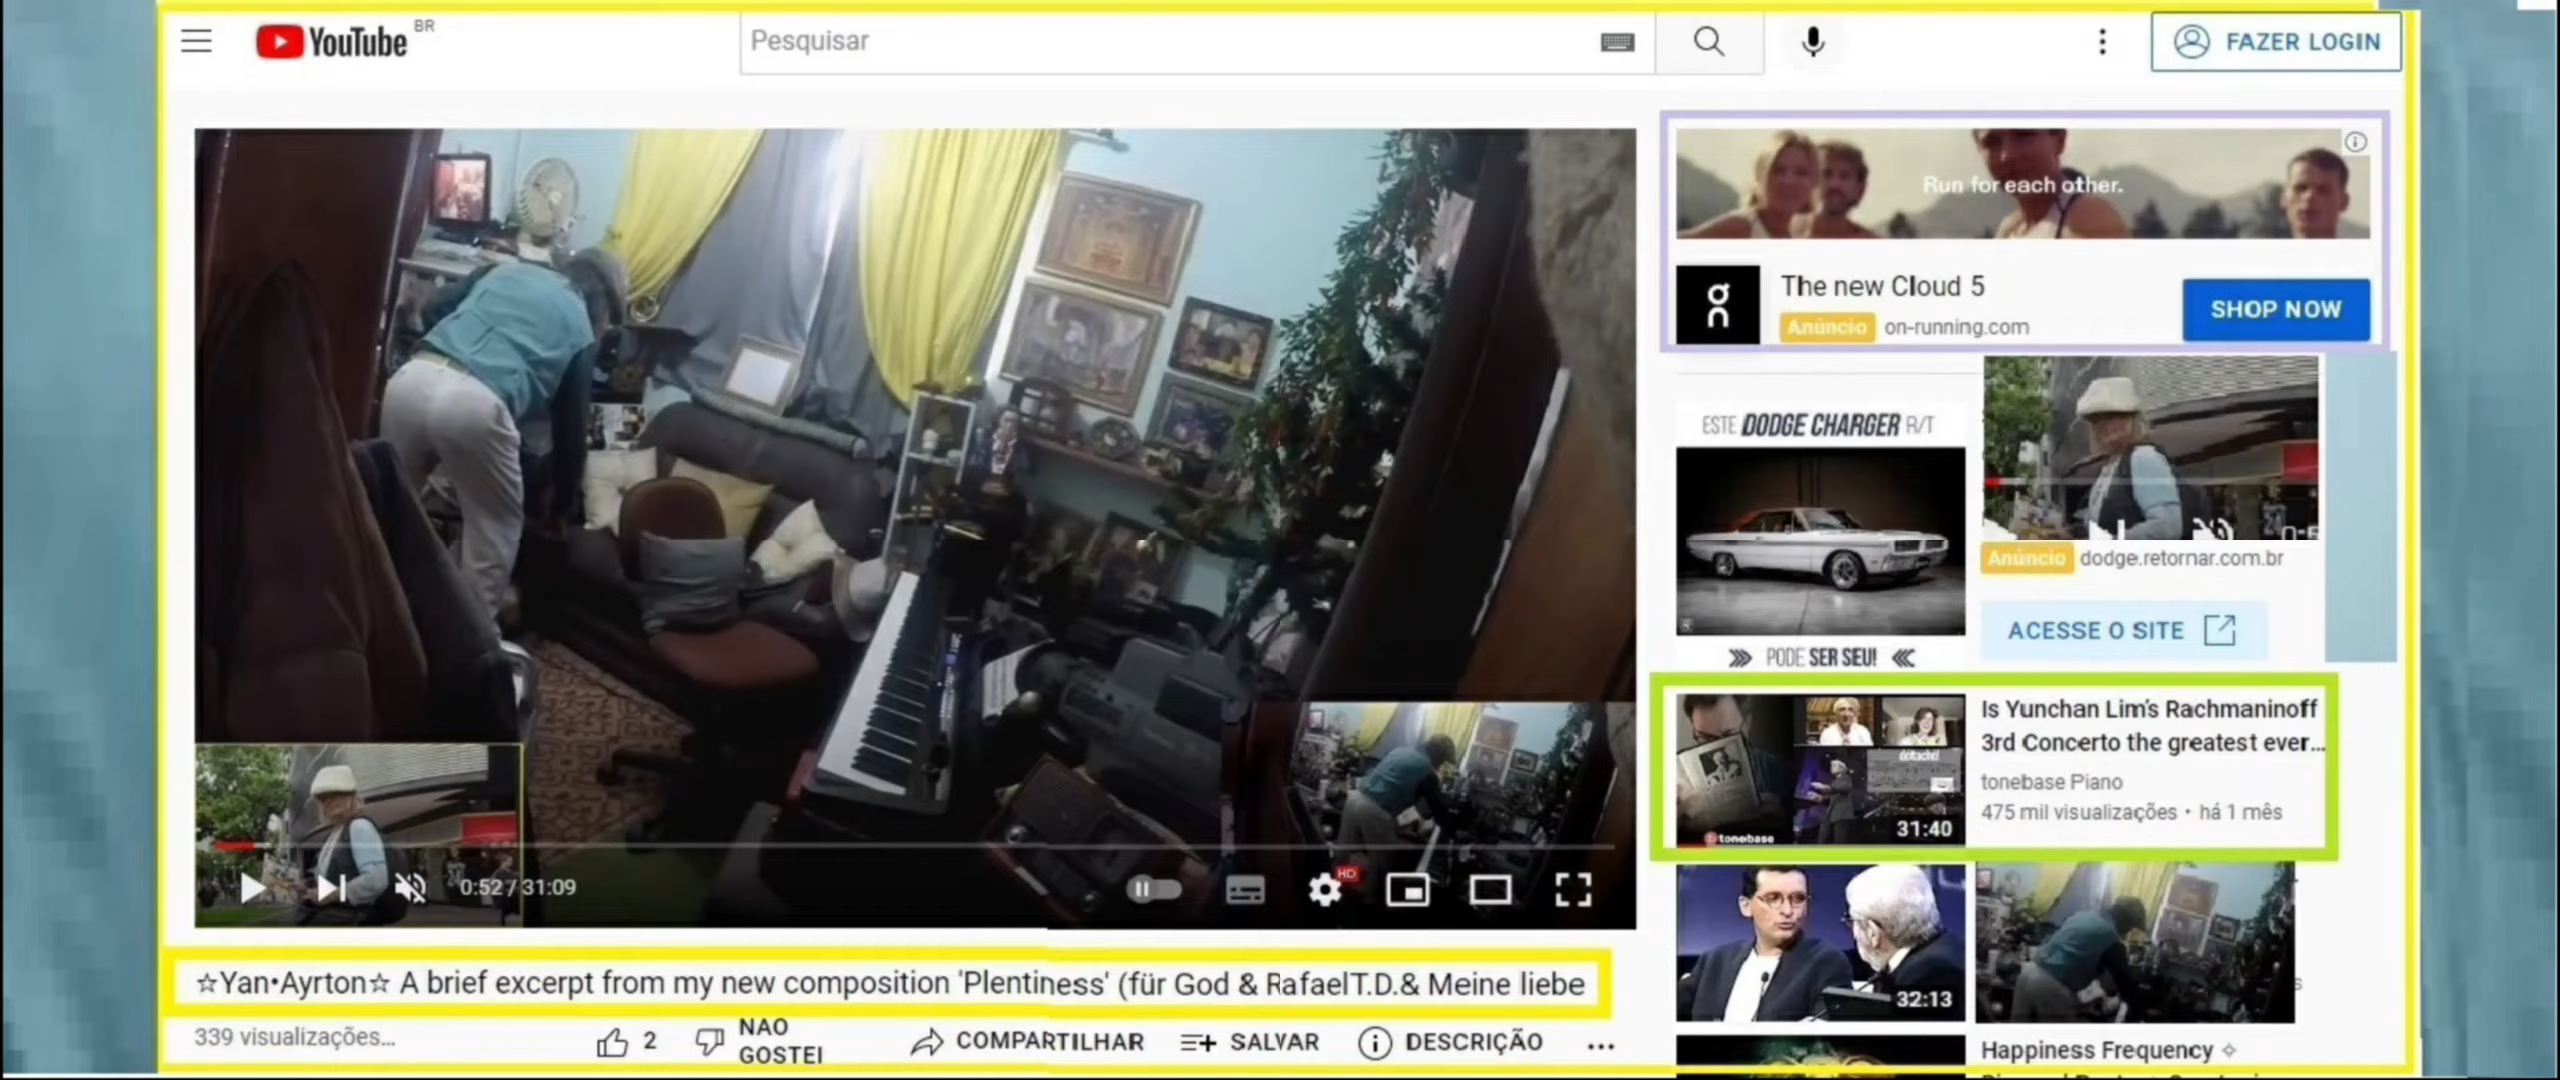 YouTube BR
Pesquisar
FAZER LOGIN
Run for each other.
The new Cloud 5
Anúncio on-running.com
SHOP NOW
ESTE DODGE CHARGER R/T
Anúncio dodge.retornar.com.br
ACESSE O SITE
PODE SER SEU!
Is Yunchan Lim's Rachmaninoff
3rd Concerto the greatest ever...
tonebase Piano
475 mil visualizações • há 1 mês
dótaché!
31:40
tonebase
32:13
Happiness Frequency ✧
HD
0:52 / 31:09
☆Yan•Ayrton☆ A brief excerpt from my new composition 'Plentiness' (für God & RafaelT.D.& Meine liebe
339 visualizações...
2
NAO
GOSTEI
COMPARTILHAR
SALVAR
DESCRIÇÃO